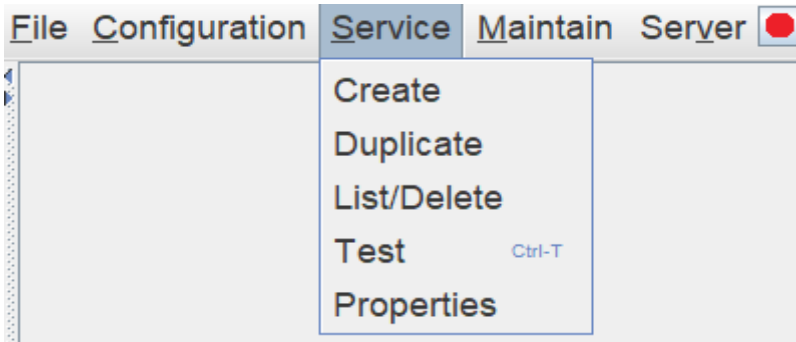 File Configuration Service Maintain Server
Create
Duplicate
List/Delete
Test Ctrl-T
Properties